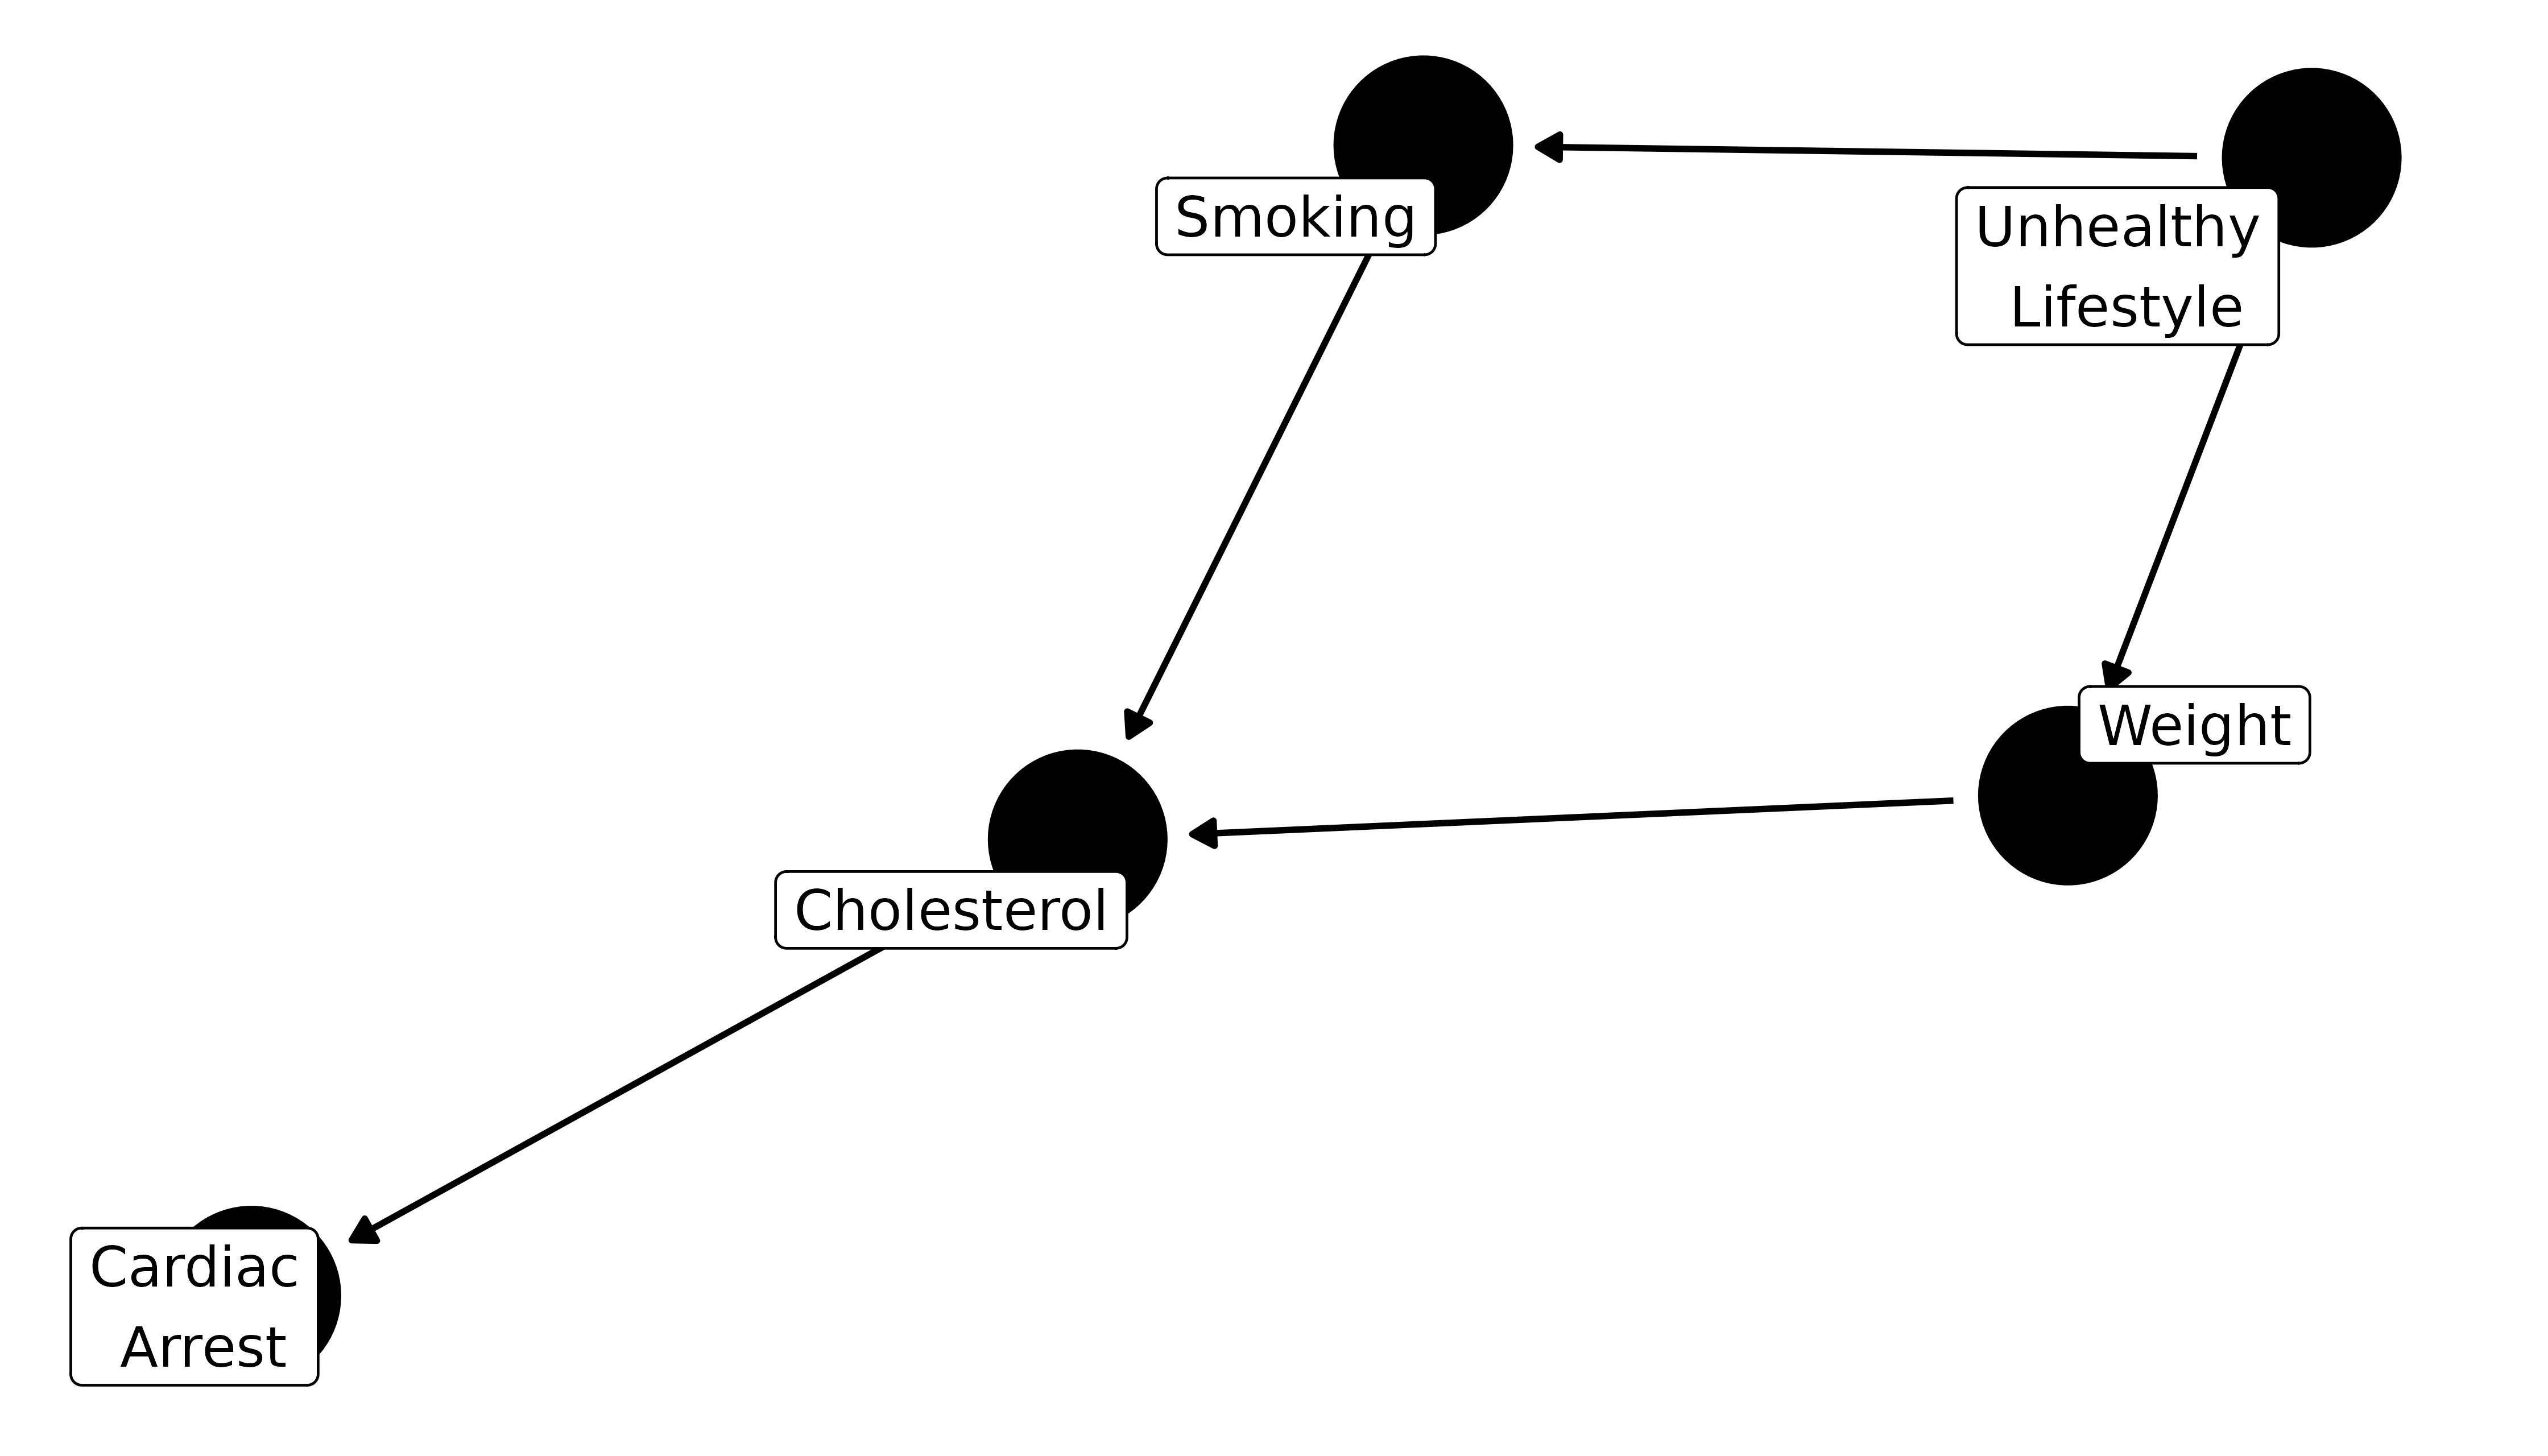 Smoking
Unhealthy
Lifestyle
Weight
Cholesterol
Cardiac
Arrest